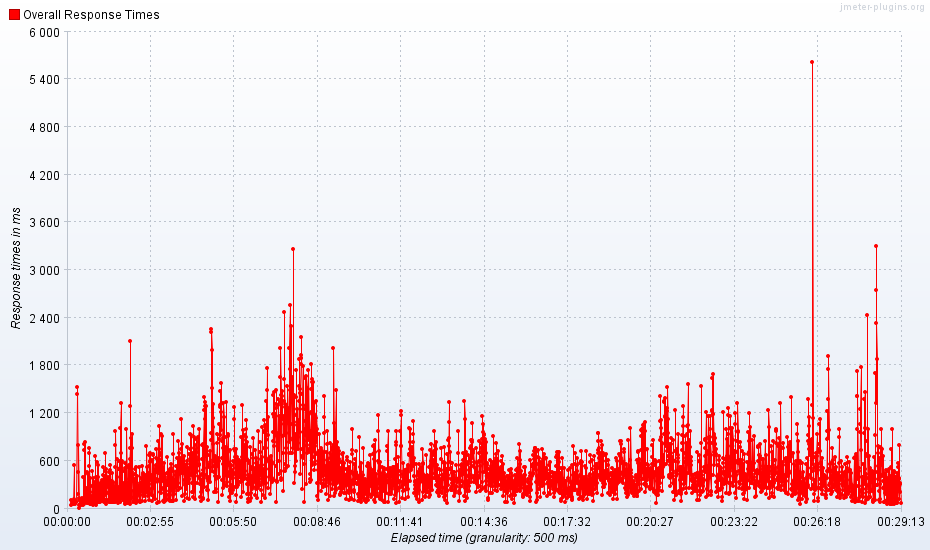 jmeter-plugins.org
Overall Response Times
6 000
5 400
4 800
4 200
3 600
3 000
2 400
1 800
1 200
600
0
Response times in ms
00:00:00 00:02:55 00:05:50 00:08:46 00:11:41 00:14:36 00:17:32 00:20:27 00:23:22 00:26:18 00:29:13
Elapsed time (granularity: 500 ms)